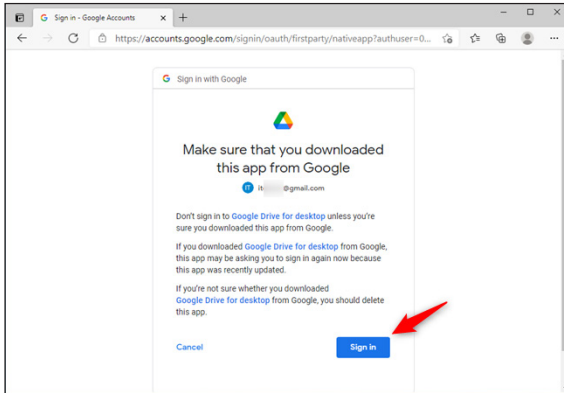 Sign in - Google Accounts
https://accounts.google.com/signin/oauth/firstparty/nativeapp?authuser=0...
G Sign in with Google
Make sure that you downloaded
this app from Google
IT it @gmail.com
Don't sign in to Google Drive for desktop unless you're
sure you downloaded this app from Google.
If you downloaded Google Drive for desktop from Google,
this app may be asking you to sign in again now because
this app was recently updated.
If you're not sure whether you downloaded
Google Drive for desktop from Google, you should delete
this app.
Cancel Sign in